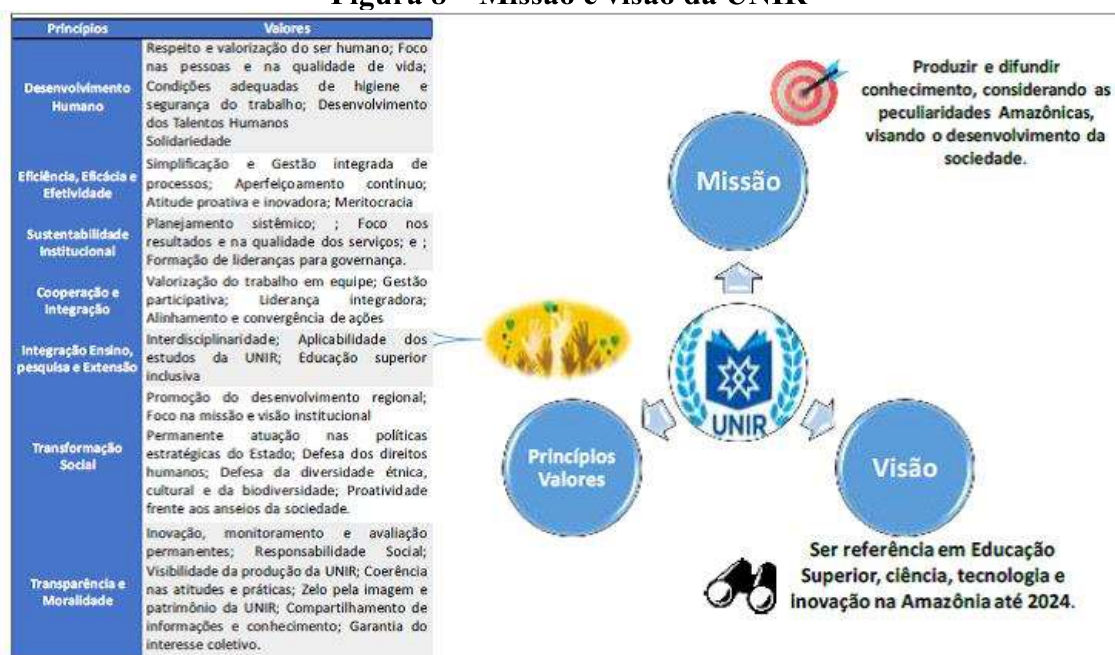 Figura 8 – Missão e visão da UNIR
Princípios
Valores
Desenvolvimento
Humano
Respeito e valorização do ser humano; Foco
nas pessoas e na qualidade de vida;
Condições adequadas de higiene e
segurança do trabalho; Desenvolvimento
dos Talentos Humanos
Solidariedade
Eficiência, Eficácia e
Efetividade
Simplificação e Gestão integrada de
processos; Aperfeiçoamento contínuo;
Atitude proativa e inovadora; Meritocracia
Sustentabilidade
Institucional
Planejamento sistêmico; ; Foco nos
resultados e na qualidade dos serviços; e ;
Formação de lideranças para governança.
Cooperação e
Integração
Valorização do trabalho em equipe; Gestão
participativa; Liderança integradora;
Alinhamento e convergência de ações
Integração Ensino,
pesquisa e Extensão
Interdisciplinaridade; Aplicabilidade dos
estudos da UNIR; Educação superior
inclusiva
Transformação
Social
Promoção do desenvolvimento regional;
Foco na missão e visão institucional
Permanente atuação nas políticas
estratégicas do Estado; Defesa dos direitos
humanos; Defesa da diversidade étnica,
cultural e da biodiversidade; Proatividade
frente aos anseios da sociedade.
Transparência e
Moralidade
Inovação, monitoramento e avaliação
permanentes; Responsabilidade Social;
Visibilidade da produção da UNIR; Coerência
nas atitudes e práticas; Zelo pela imagem e
patrimônio da UNIR; Compartilhamento de
informações e conhecimento; Garantia do
interesse coletivo.
Produzir e difundir
conhecimento, considerando as
peculiaridades Amazônicas,
visando o desenvolvimento da
sociedade.
Missão
UNIR
Princípios
Valores
Visão
Ser referência em Educação
Superior, ciência, tecnologia e
inovação na Amazônia até 2024.